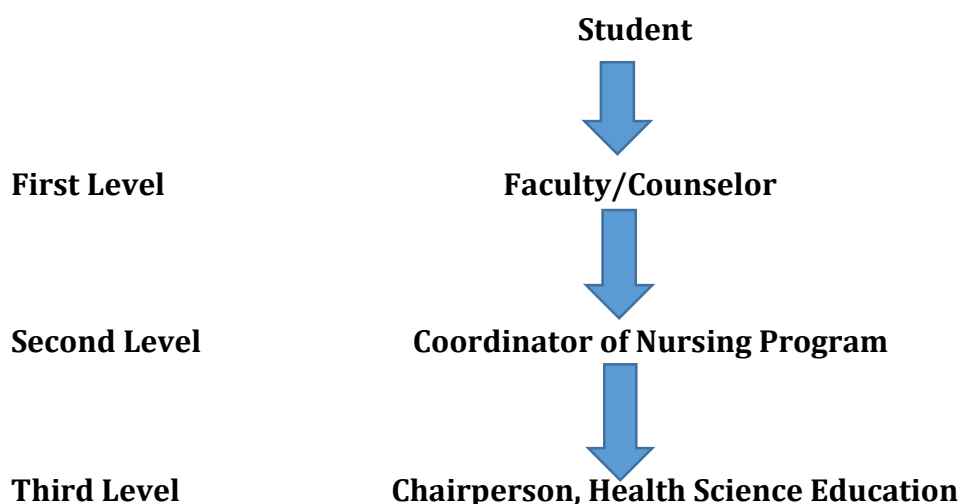 Student
First Level Faculty/Counselor
Second Level Coordinator of Nursing Program
Third Level Chairperson, Health Science Education